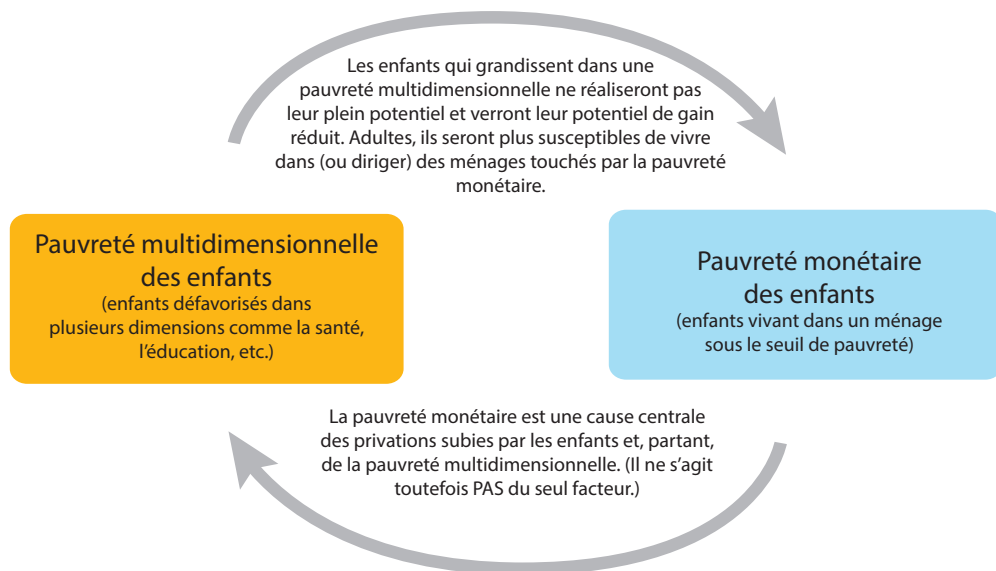 Les enfants qui grandissent dans une
pauvreté multidimensionnelle ne réaliseront pas
leur plein potentiel et verront leur potentiel de gain
réduit. Adultes, ils seront plus susceptibles de vivre
dans (ou diriger) des ménages touchés par la pauvreté
monétaire.
Pauvreté multidimensionnelle
des enfants
(enfants défavorisés dans
plusieurs dimensions comme la santé,
l’éducation, etc.)
Pauvreté monétaire
des enfants
(enfants vivant dans un ménage
sous le seuil de pauvreté)
La pauvreté monétaire est une cause centrale
des privations subies par les enfants et, partant,
de la pauvreté multidimensionnelle. (Il ne s’agit
toutefois PAS du seul facteur.)